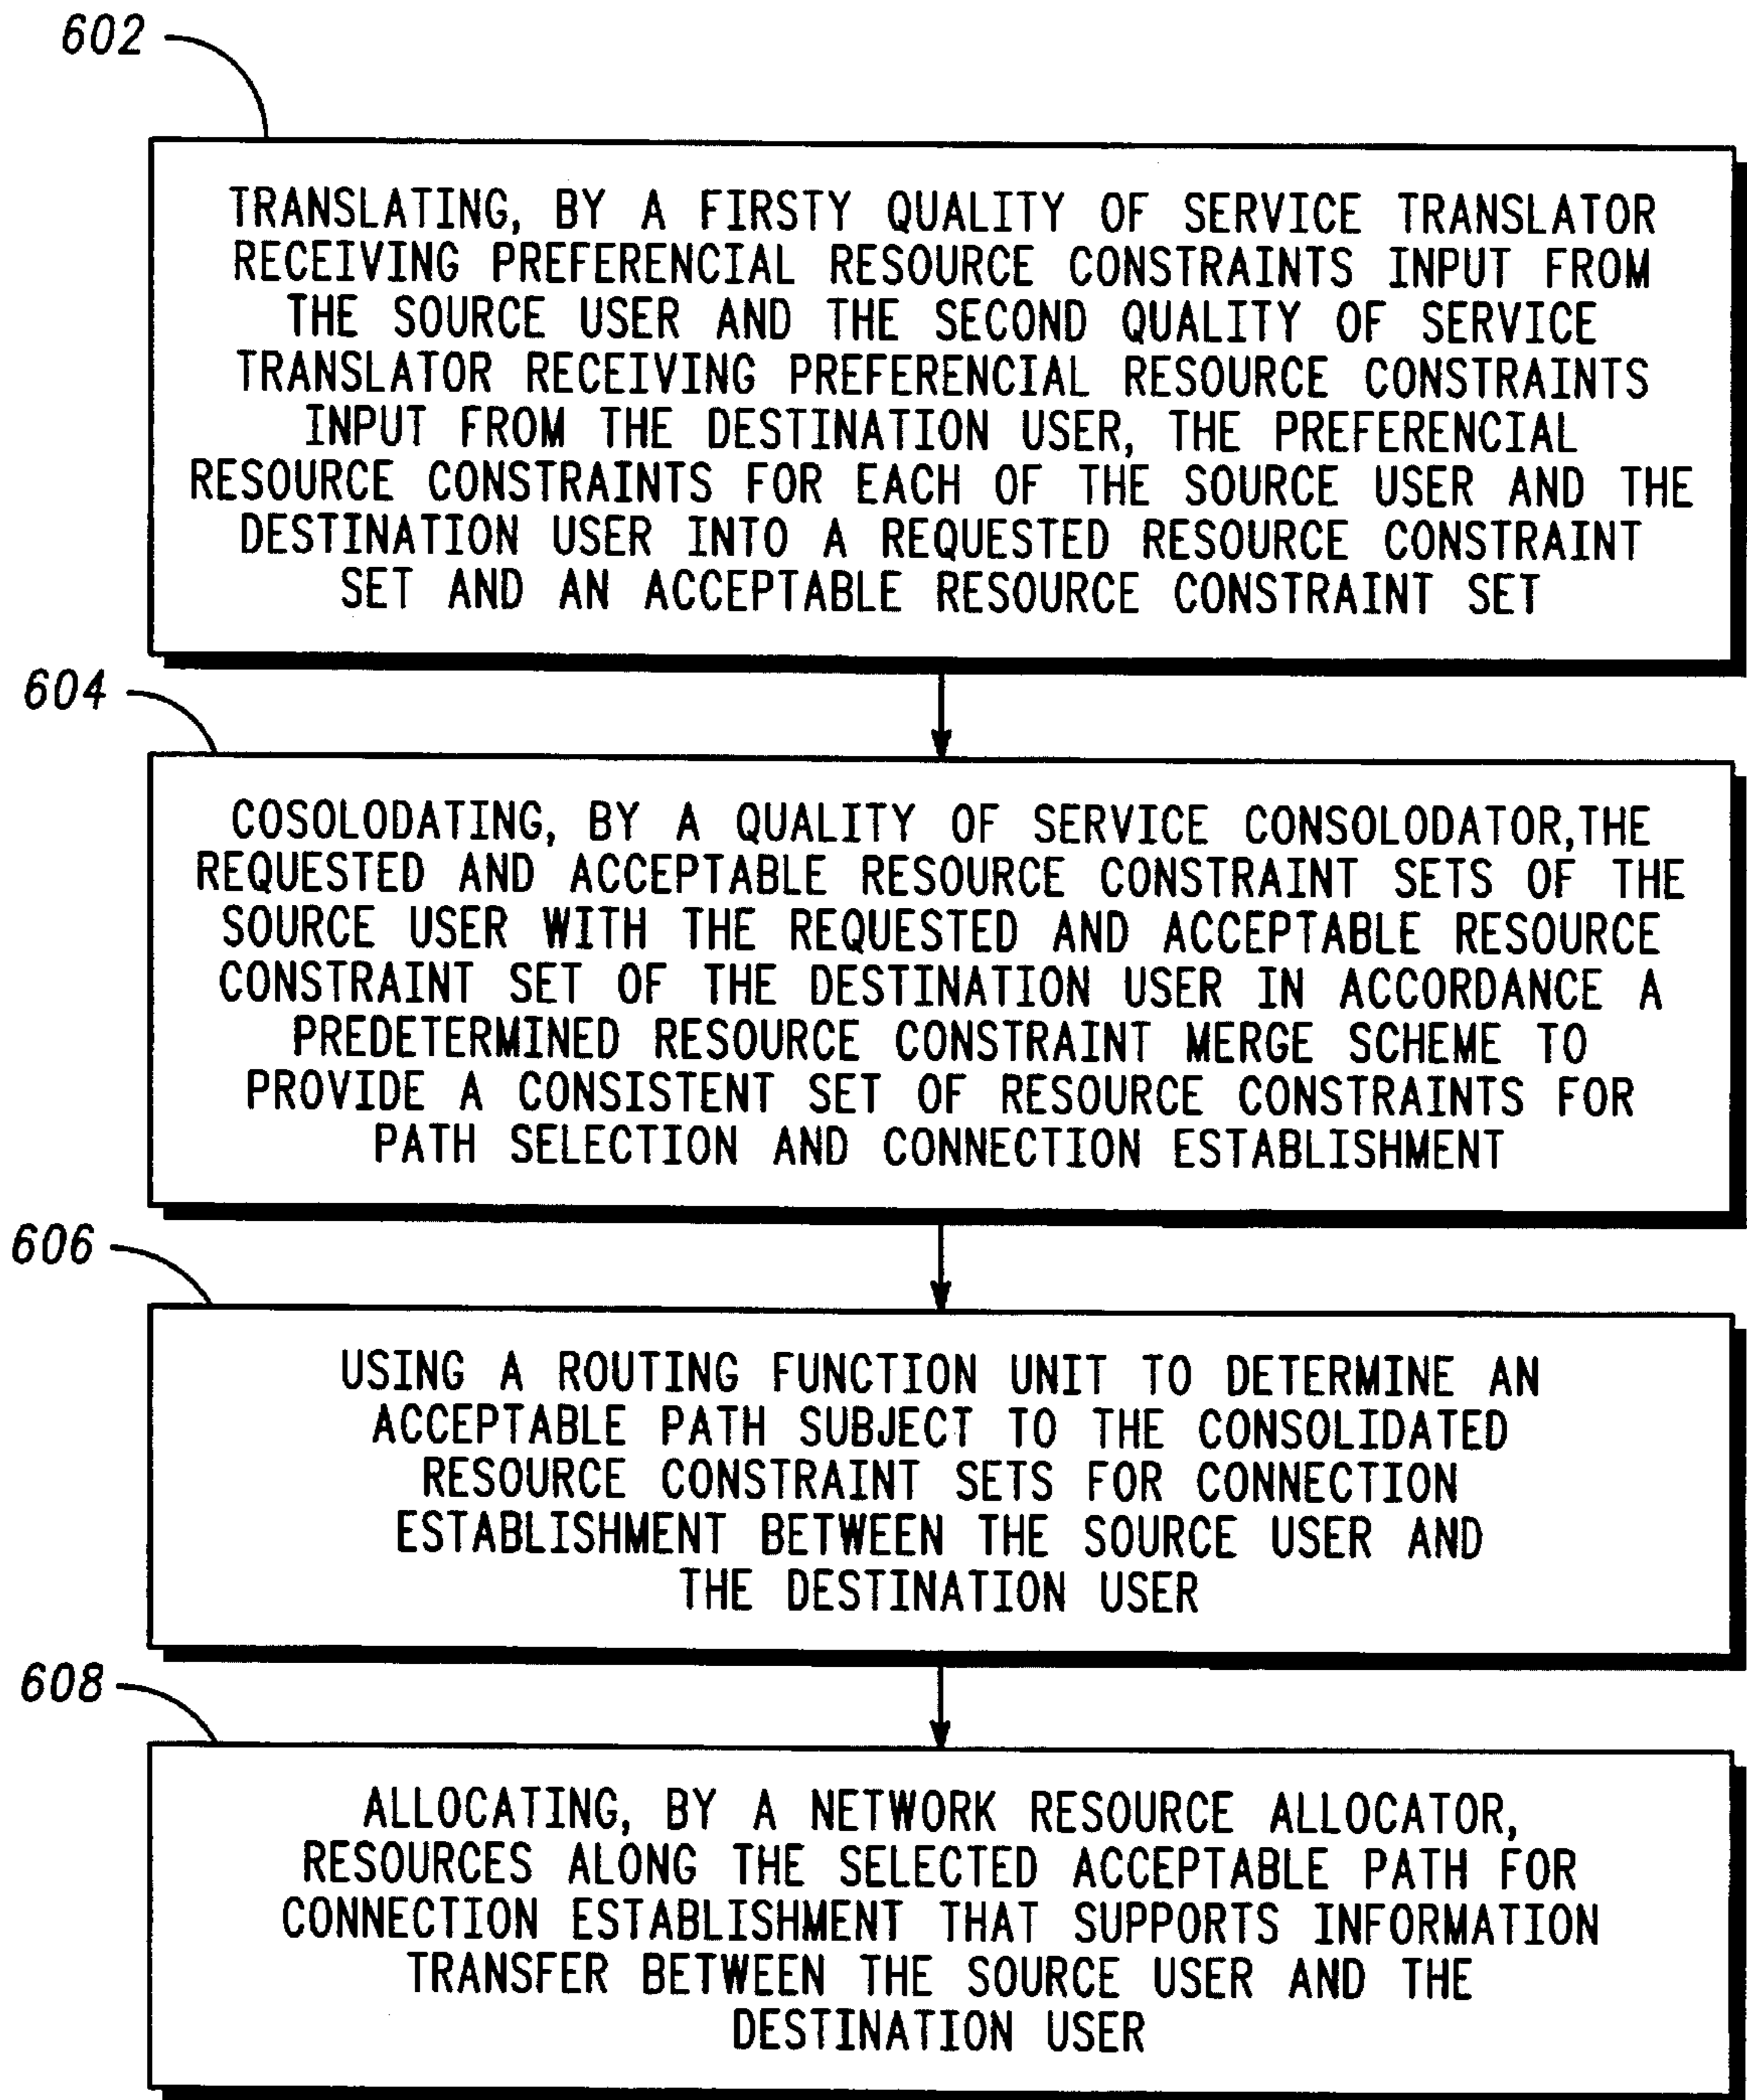 602
TRANSLATING, BY A FIRSTY QUALITY OF SERVICE TRANSLATOR
RECEIVING PREFERENCIAL RESOURCE CONSTRAINTS INPUT FROM
THE SOURCE USER AND THE SECOND QUALITY OF SERVICE
TRANSLATOR RECEIVING PREFERENCIAL RESOURCE CONSTRAINTS
INPUT FROM THE DESTINATION USER, THE PREFERENCIAL
RESOURCE CONSTRAINTS FOR EACH OF THE SOURCE USER AND THE
DESTINATION USER INTO A REQUESTED RESOURCE CONSTRAINT
SET AND AN ACCEPTABLE RESOURCE CONSTRAINT SET
604
COSOLODATING, BY A QUALITY OF SERVICE CONSOLODATOR,THE
REQUESTED AND ACCEPTABLE RESOURCE CONSTRAINT SETS OF THE
SOURCE USER WITH THE REQUESTED AND ACCEPTABLE RESOURCE
CONSTRAINT SET OF THE DESTINATION USER IN ACCORDANCE A
PREDETERMINED RESOURCE CONSTRAINT MERGE SCHEME TO
PROVIDE A CONSISTENT SET OF RESOURCE CONSTRAINTS FOR
PATH SELECTION AND CONNECTION ESTABLISHMENT
606
USING A ROUTING FUNCTION UNIT TO DETERMINE AN
ACCEPTABLE PATH SUBJECT TO THE CONSOLIDATED
RESOURCE CONSTRAINT SETS FOR CONNECTION
ESTABLISHMENT BETWEEN THE SOURCE USER AND
THE DESTINATION USER
608
ALLOCATING, BY A NETWORK RESOURCE ALLOCATOR,
RESOURCES ALONG THE SELECTED ACCEPTABLE PATH FOR
CONNECTION ESTABLISHMENT THAT SUPPORTS INFORMATION
TRANSFER BETWEEN THE SOURCE USER AND THE
DESTINATION USER